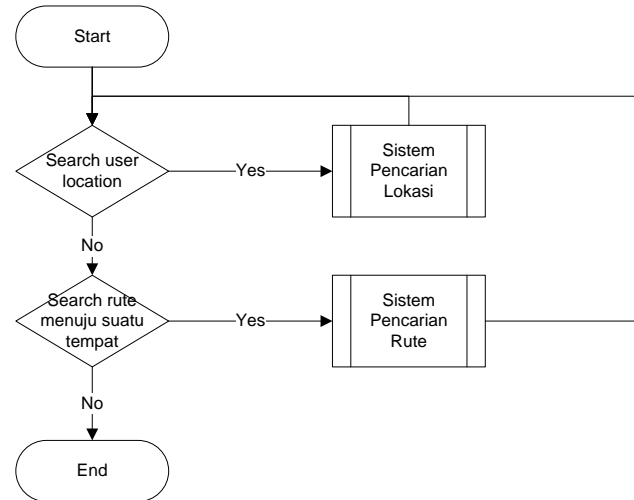 Start
Search user
location
Yes
Sistem
Pencarian
Lokasi
No
Search rute
menuju suatu
tempat
Yes
Sistem
Pencarian
Rute
No
End